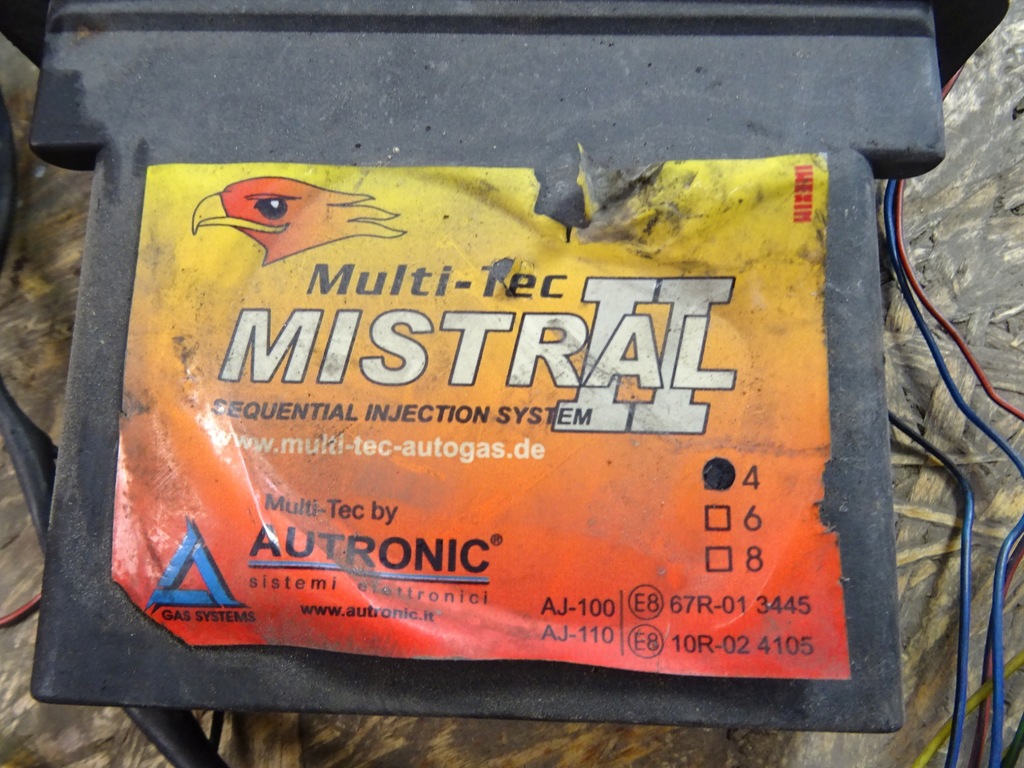 WEXIM
Multi-Tec
MISTRAL II
SEQUENTIAL INJECTION SYSTEM
www.multi-tec-autogas.de
4
6
8
Multi-Tec by
AUTRONIC®
sistemi elettronici
www.autronic.it
GAS SYSTEMS
AJ-100 E8 67R-01 3445
AJ-110 E8 10R-02 4105